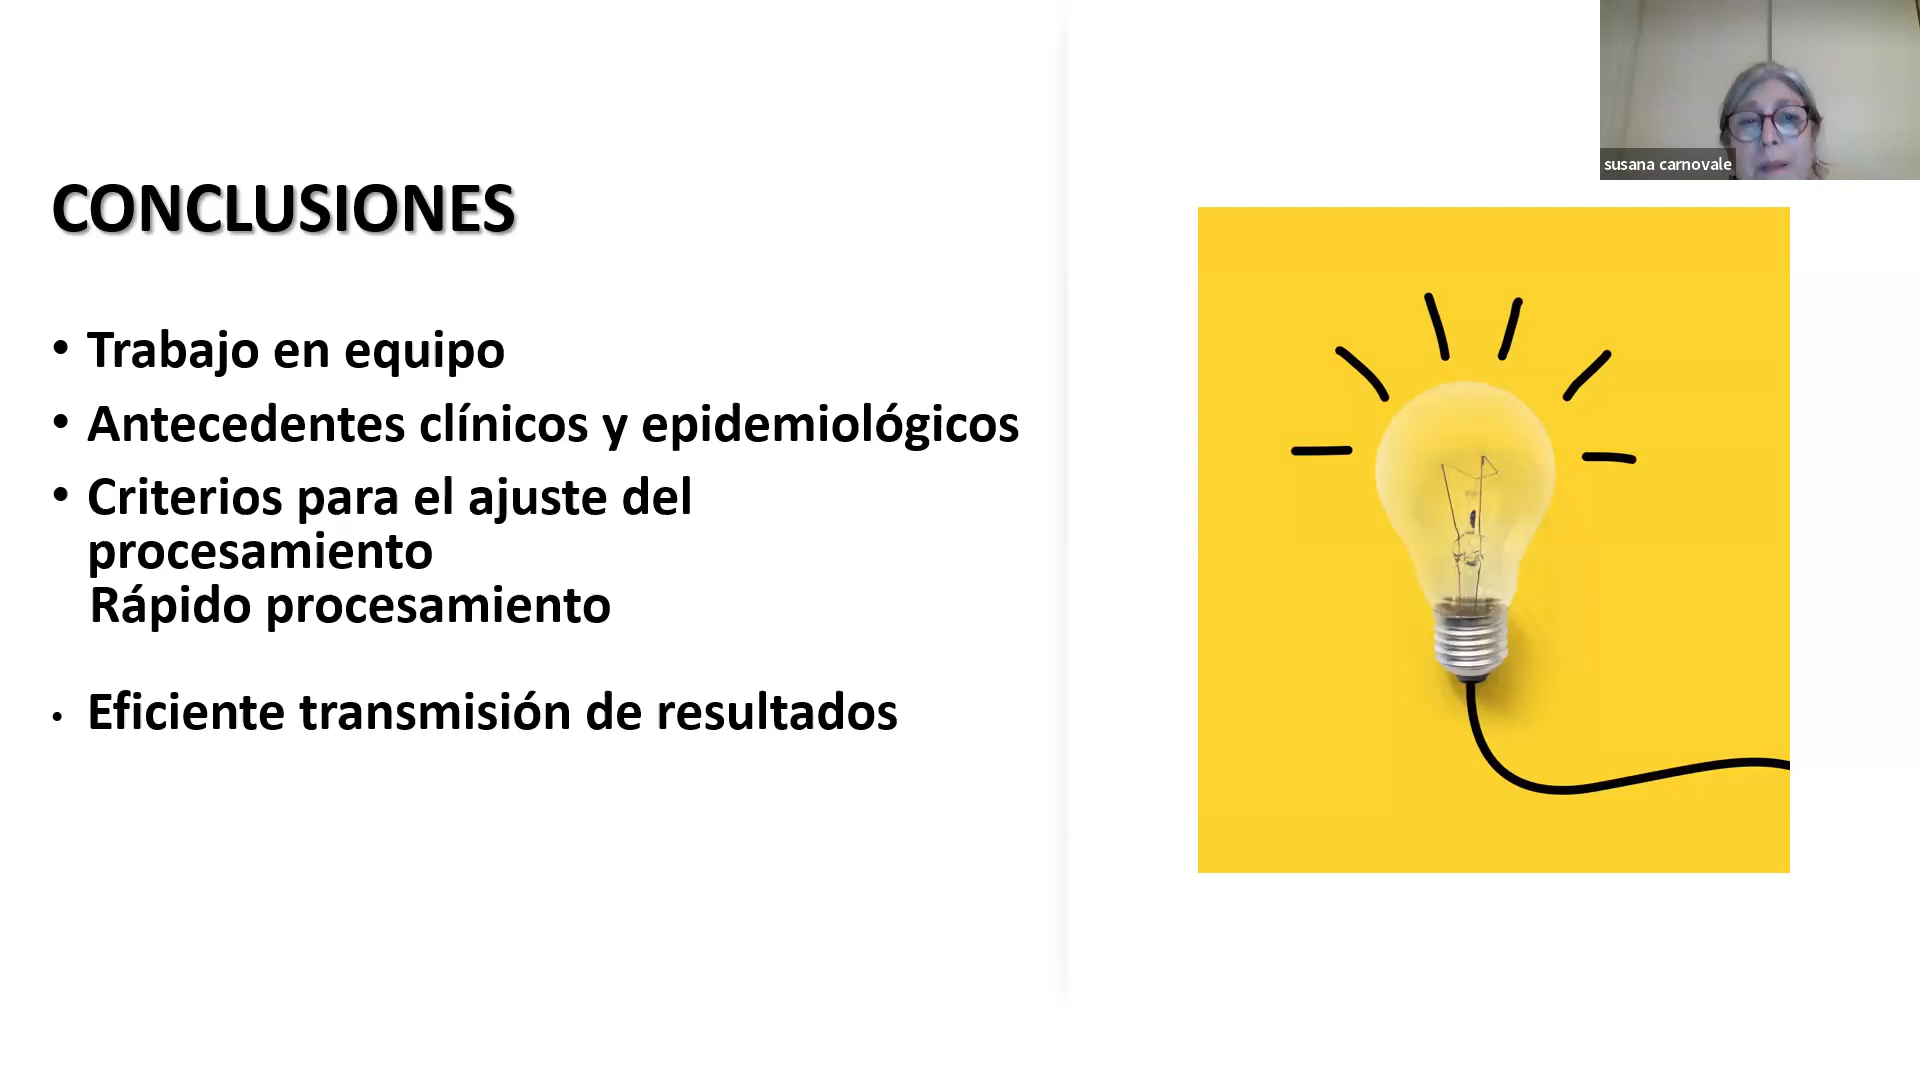 susana carnovale
CONCLUSIONES
• Trabajo en equipo
• Antecedentes clínicos y epidemiológicos
• Criterios para el ajuste del
procesamiento
Rápido procesamiento
• Eficiente transmisión de resultados